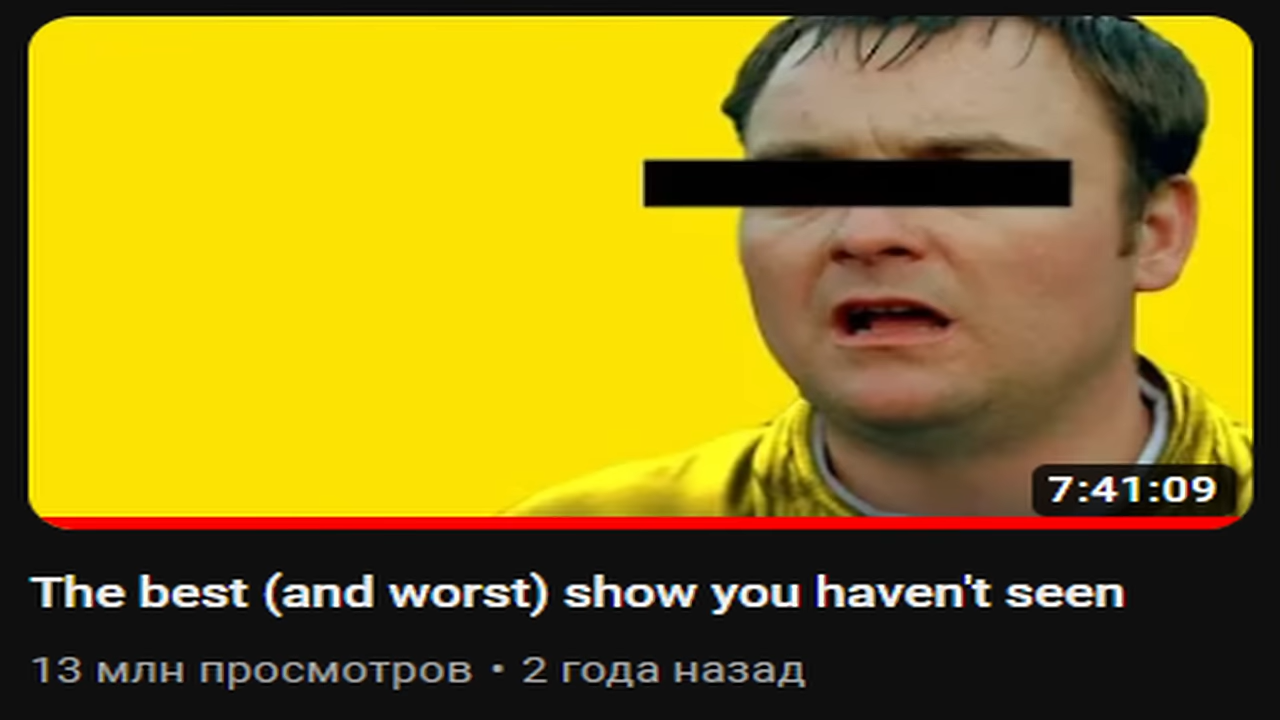 7:41:09
The best (and worst) show you haven't seen
13 млн просмотров • 2 года назад